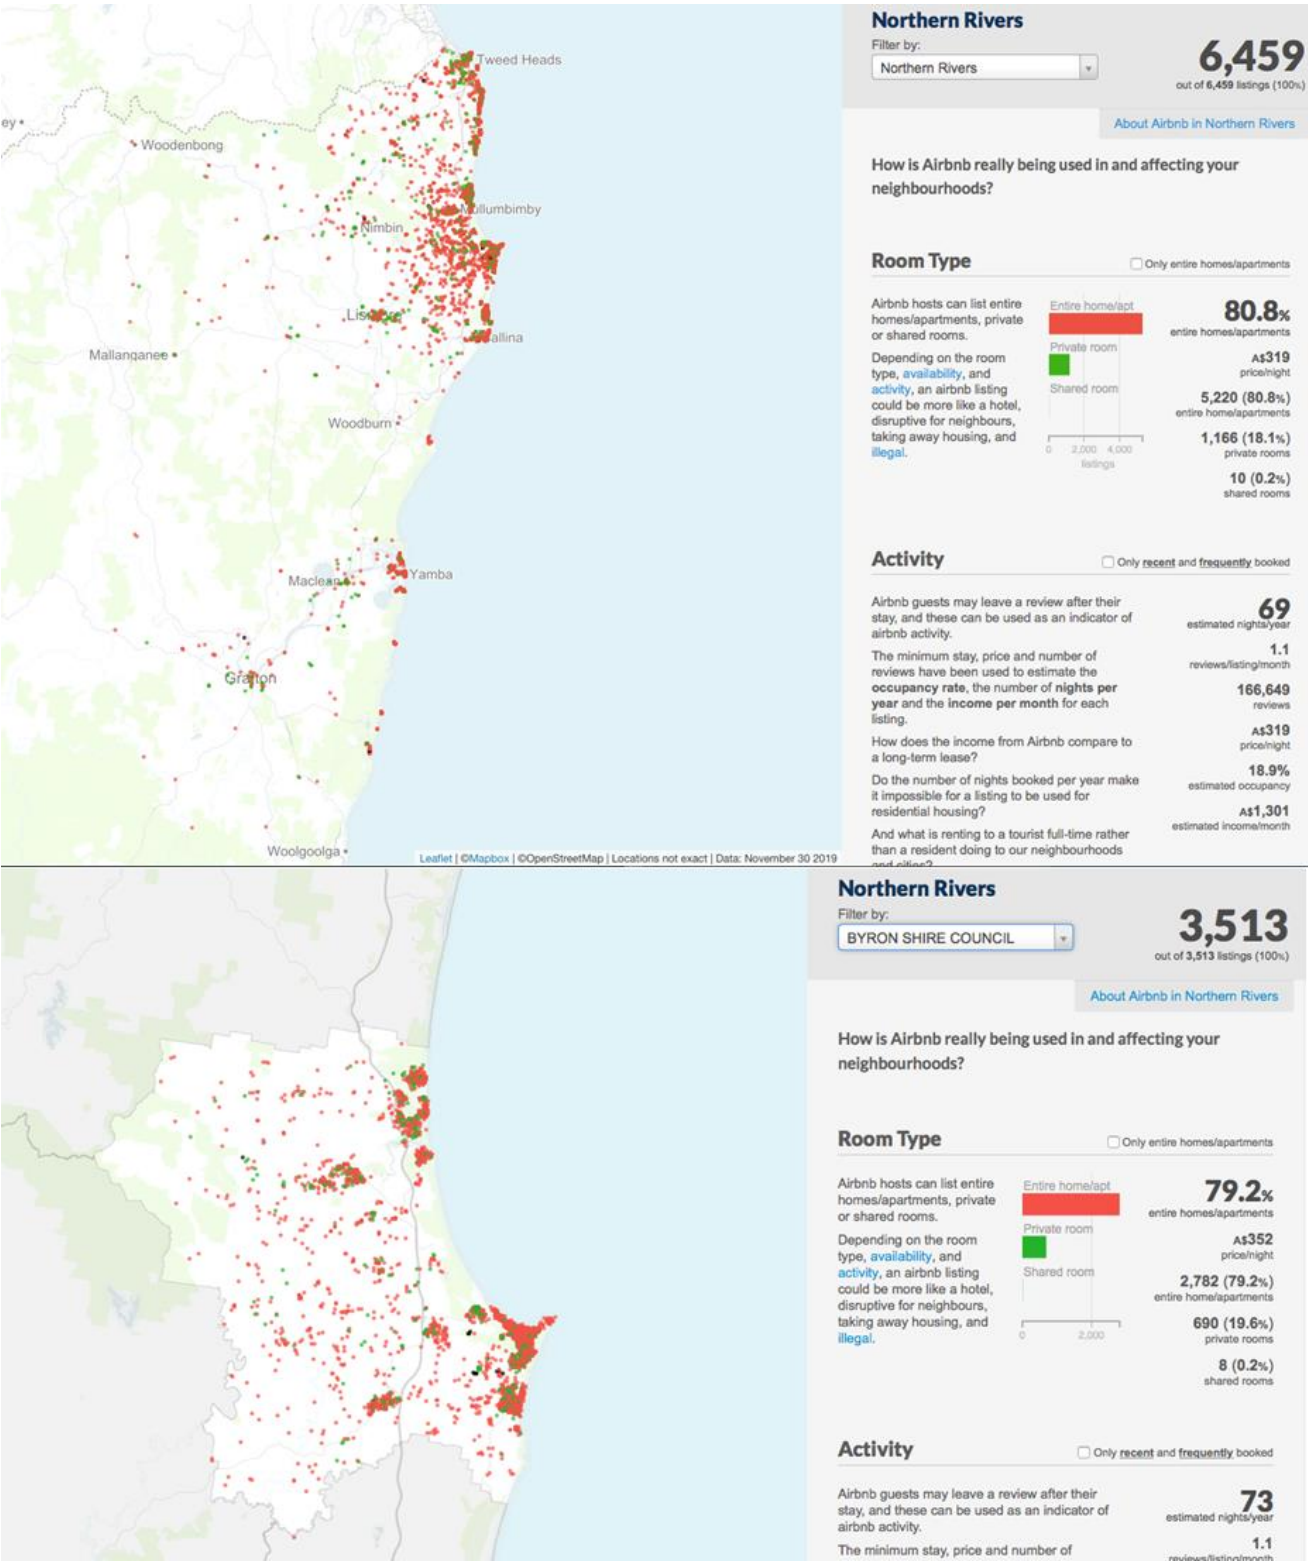 Tweed Heads
ey
Woodenbong
Mullumbimby
Nimbin
Lismore
Ballina
Mallanganee
Woodburn
Maclean
Yamba
Grafton
Woolgoolga
Leaflet | ©Mapbox | ©OpenStreetMap | Locations not exact | Data: November 30 2019
Northern Rivers
Filter by:
Northern Rivers
6,459
out of 6,459 listings (100%)
About Airbnb in Northern Rivers
How is Airbnb really being used in and affecting your
neighbourhoods?
Room Type
Only entire homes/apartments
Airbnb hosts can list entire
homes/apartments, private
or shared rooms.
Depending on the room
type, availability, and
activity, an airbnb listing
could be more like a hotel,
disruptive for neighbours,
taking away housing, and
illegal.
Entire home/apt
Private room
Shared room
0 2,000 4,000
listings
80.8%
entire homes/apartments
A$319
price/night
5,220 (80.8%)
entire home/apartments
1,166 (18.1%)
private rooms
10 (0.2%)
shared rooms
Activity
Only recent and frequently booked
Airbnb guests may leave a review after their
stay, and these can be used as an indicator of
airbnb activity.
The minimum stay, price and number of
reviews have been used to estimate the
occupancy rate, the number of nights per
year and the income per month for each
listing.
How does the income from Airbnb compare to
a long-term lease?
Do the number of nights booked per year make
it impossible for a listing to be used for
residential housing?
And what is renting to a tourist full-time rather
than a resident doing to our neighbourhoods
and cities?
69
estimated nights/year
1.1
reviews/listing/month
166,649
reviews
A$319
price/night
18.9%
estimated occupancy
A$1,301
estimated income/month
Northern Rivers
Filter by:
BYRON SHIRE COUNCIL
3,513
out of 3,513 listings (100%)
About Airbnb in Northern Rivers
How is Airbnb really being used in and affecting your
neighbourhoods?
Room Type
Only entire homes/apartments
Airbnb hosts can list entire
homes/apartments, private
or shared rooms.
Depending on the room
type, availability, and
activity, an airbnb listing
could be more like a hotel,
disruptive for neighbours,
taking away housing, and
illegal.
Entire home/apt
Private room
Shared room
0 2,000
79.2%
entire homes/apartments
A$352
price/night
2,782 (79.2%)
entire home/apartments
690 (19.6%)
private rooms
8 (0.2%)
shared rooms
Activity
Only recent and frequently booked
Airbnb guests may leave a review after their
stay, and these can be used as an indicator of
airbnb activity.
The minimum stay, price and number of
73
estimated nights/year
1.1
reviews/listing/month